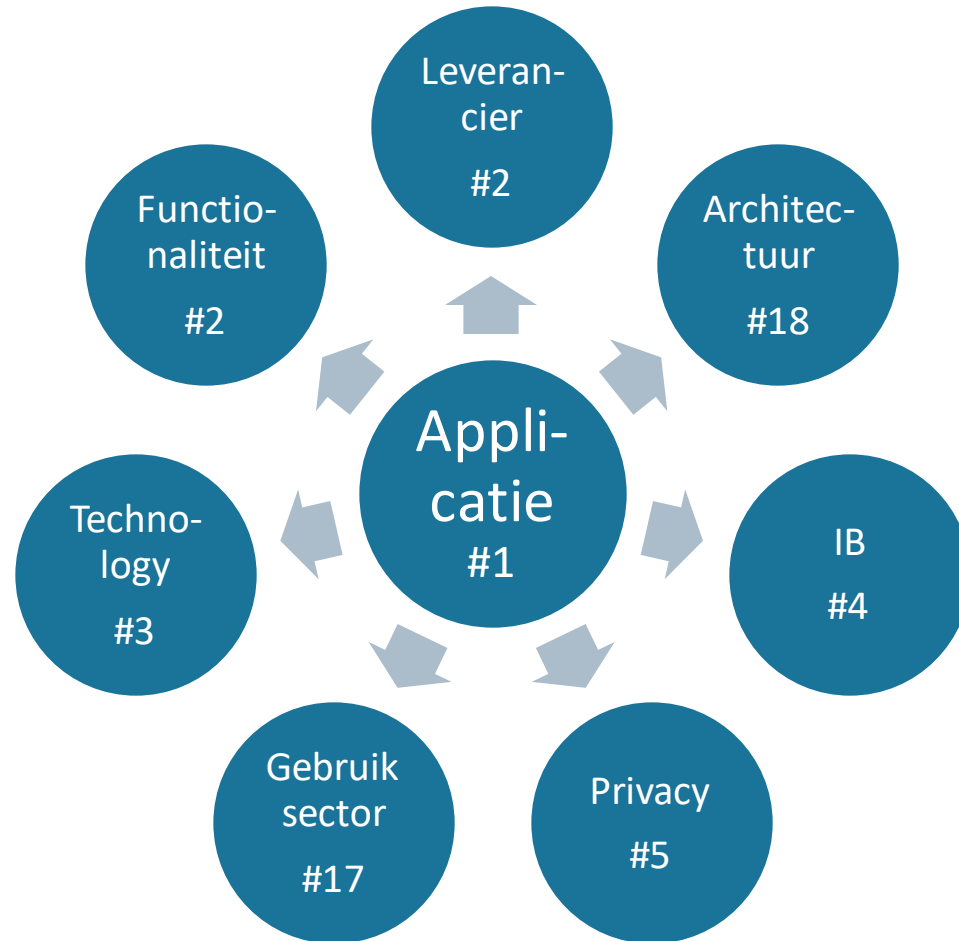 Leveran-
cier
#2
Architec-
tuur
#18
IB
#4
Privacy
#5
Gebruik
sector
#17
Techno-
logy
#3
Functio-
naliteit
#2
Appli-
catie
#1